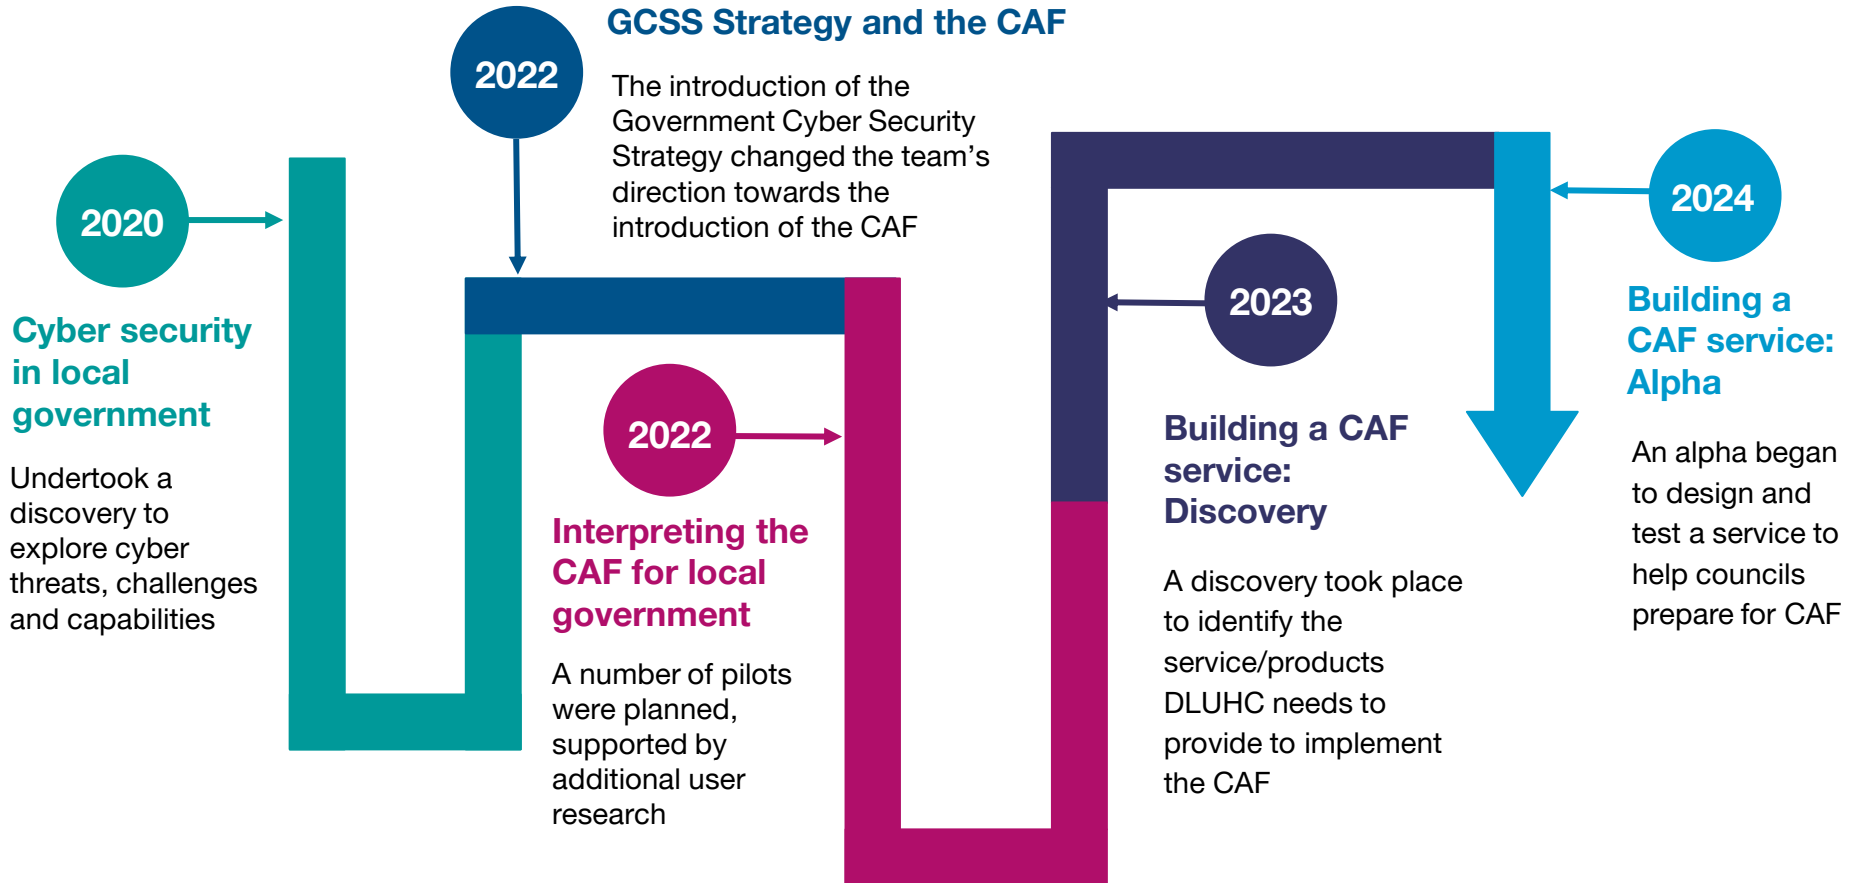 2020
Cyber security
in local
government
Undertook a
discovery to
explore cyber
threats, challenges
and capabilities
2022
GCSS Strategy and the CAF
The introduction of the
Government Cyber Security
Strategy changed the team’s
direction towards the
introduction of the CAF
2022
Interpreting the
CAF for local
government
A number of pilots
were planned,
supported by
additional user
research
2023
Building a CAF
service:
Discovery
A discovery took place
to identify the
service/products
DLUHC needs to
provide to implement
the CAF
2024
Building a
CAF service:
Alpha
An alpha began
to design and
test a service to
help councils
prepare for CAF